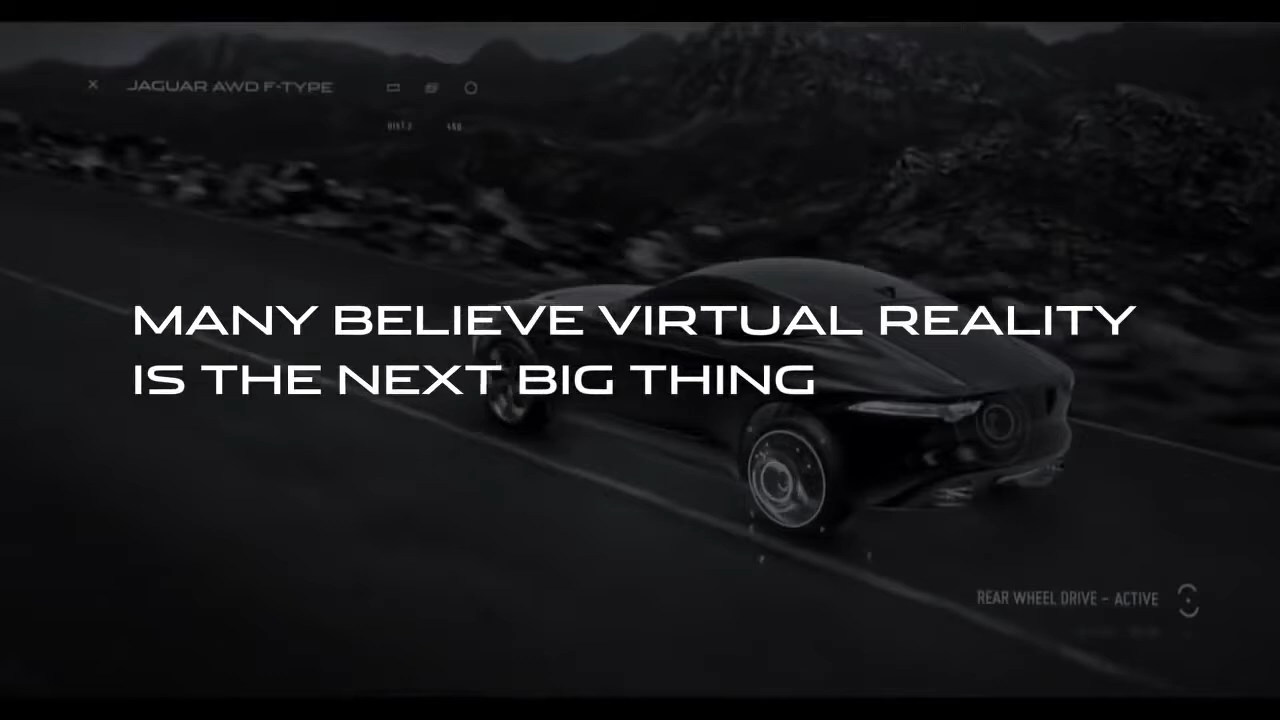 JAGUAR AWD F-TYPE
MANY BELIEVE VIRTUAL REALITY
IS THE NEXT BIG THING
REAR WHEEL DRIVE - ACTIVE